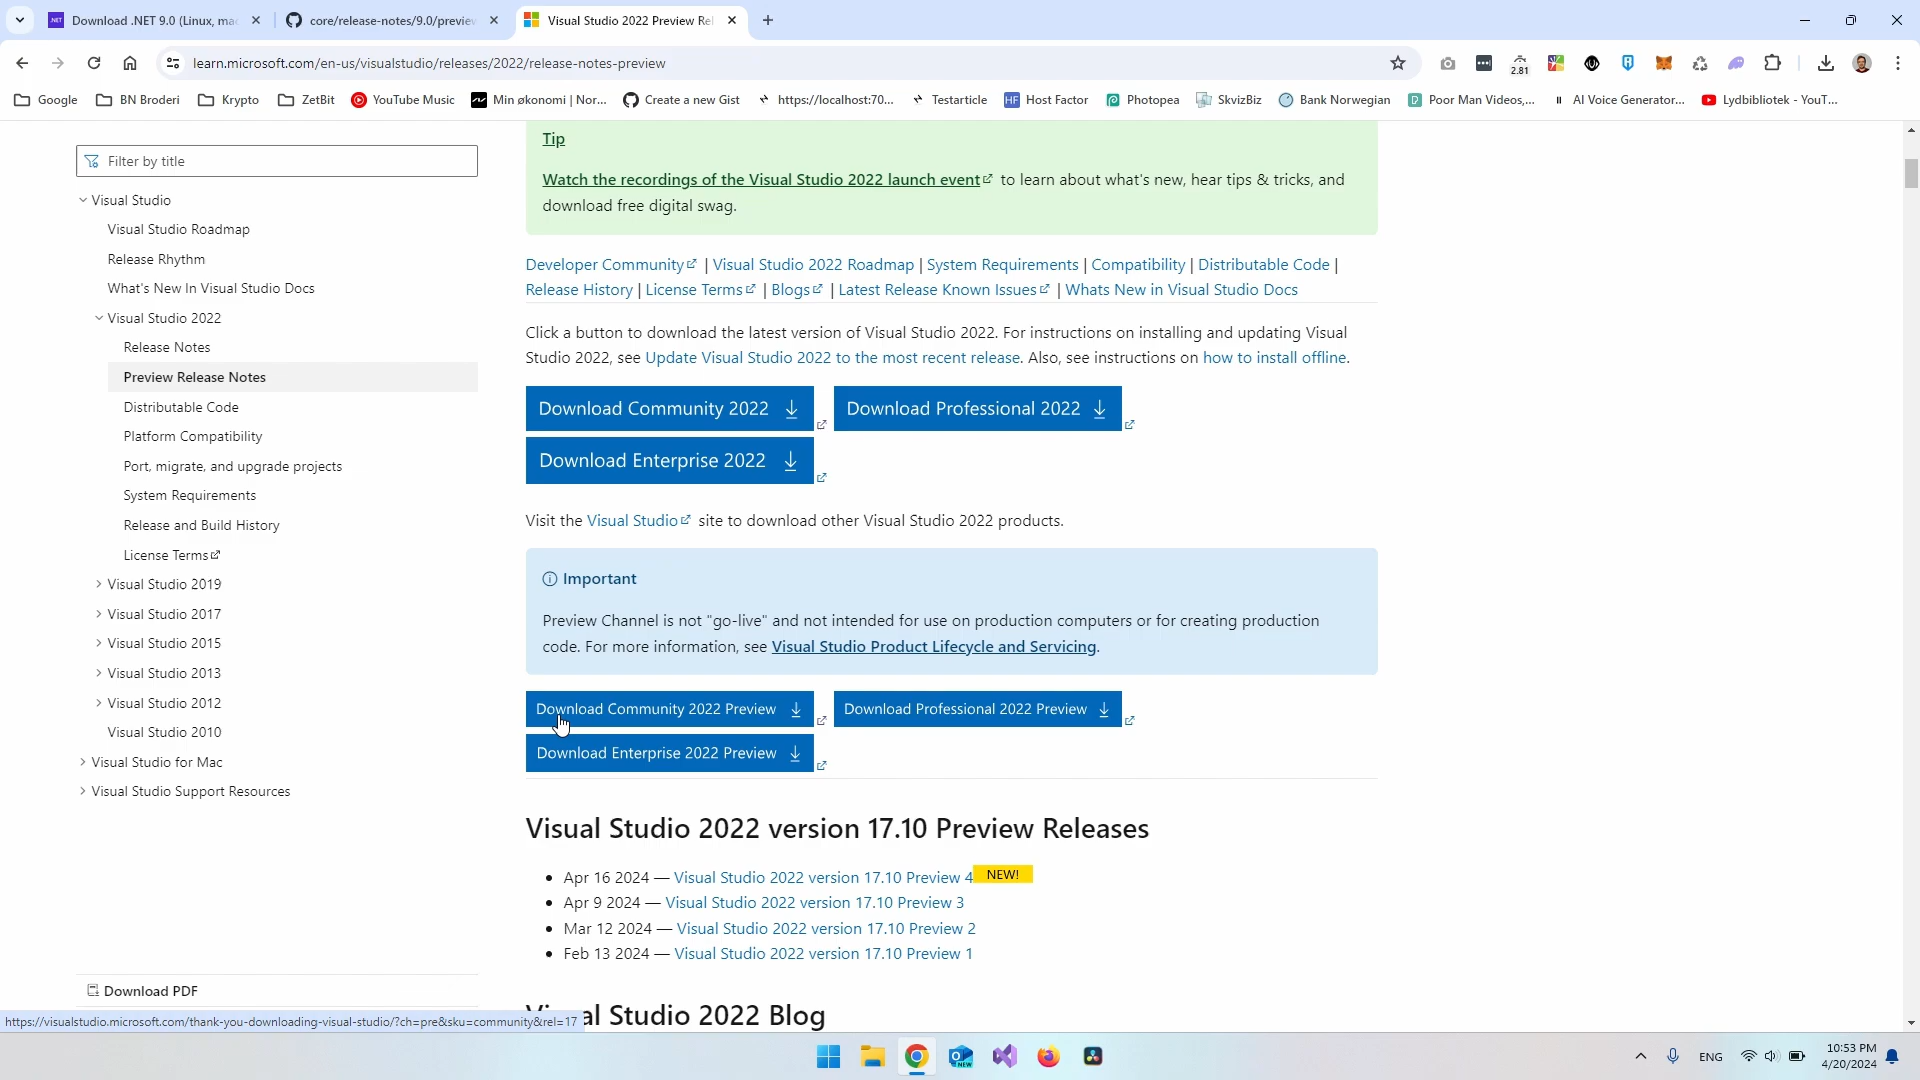 Download .NET 9.0 (Linux, mac
core/release-notes/9.0/preview
Visual Studio 2022 Preview Rel
learn.microsoft.com/en-us/visualstudio/releases/2022/release-notes-preview
2.81
Google
BN Broderi
Krypto
ZetBit
YouTube Music
Min økonomi | Nor...
Create a new Gist
https://localhost:70...
Testarticle
HF Host Factor
Photopea
SkvizBiz
Bank Norwegian
Poor Man Videos,...
AI Voice Generator...
Lydbibliotek - YouT...
Filter by title
Visual Studio
Visual Studio Roadmap
Release Rhythm
What's New In Visual Studio Docs
Visual Studio 2022
Release Notes
Preview Release Notes
Distributable Code
Platform Compatibility
Port, migrate, and upgrade projects
System Requirements
Release and Build History
License Terms
Visual Studio 2019
Visual Studio 2017
Visual Studio 2015
Visual Studio 2013
Visual Studio 2012
Visual Studio 2010
Visual Studio for Mac
Visual Studio Support Resources
Download PDF
Tip
Watch the recordings of the Visual Studio 2022 launch event to learn about what's new, hear tips & tricks, and
download free digital swag.
Developer Community | Visual Studio 2022 Roadmap | System Requirements | Compatibility | Distributable Code |
Release History | License Terms | Blogs | Latest Release Known Issues | Whats New in Visual Studio Docs
Click a button to download the latest version of Visual Studio 2022. For instructions on installing and updating Visual
Studio 2022, see Update Visual Studio 2022 to the most recent release. Also, see instructions on how to install offline.
Download Community 2022
Download Professional 2022
Download Enterprise 2022
Visit the Visual Studio site to download other Visual Studio 2022 products.
Important
Preview Channel is not "go-live" and not intended for use on production computers or for creating production
code. For more information, see Visual Studio Product Lifecycle and Servicing.
Download Community 2022 Preview
Download Professional 2022 Preview
Download Enterprise 2022 Preview
Visual Studio 2022 version 17.10 Preview Releases
Apr 16 2024 — Visual Studio 2022 version 17.10 Preview 4 NEW!
Apr 9 2024 — Visual Studio 2022 version 17.10 Preview 3
Mar 12 2024 — Visual Studio 2022 version 17.10 Preview 2
Feb 13 2024 — Visual Studio 2022 version 17.10 Preview 1
Visual Studio 2022 Blog
https://visualstudio.microsoft.com/thank-you-downloading-visual-studio/?ch=pre&sku=community&rel=17
ENG
10:53 PM
4/20/2024